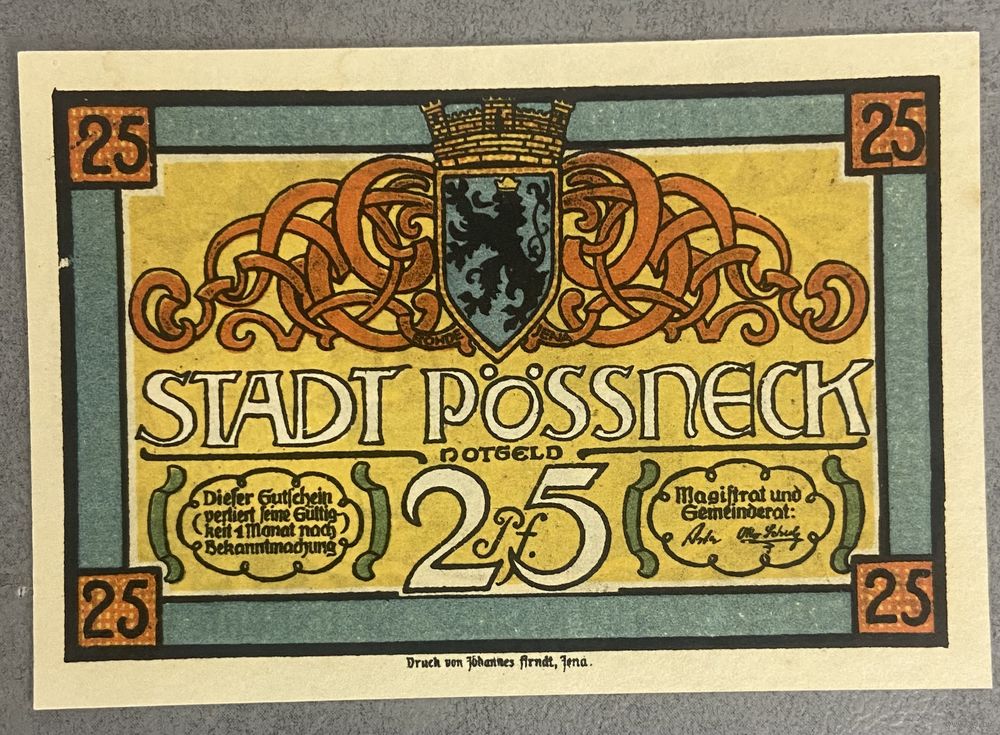 25
25
STADT PÖSSNECK
NOTGELD
Dieser Gutschein
verliert seine Gültig-
keit 1 Monat nach
Bekanntmachung
25
Pf.
Magistrat und
Gemeinderat:
25
25
Druck von Johannes Arndt, Jena.